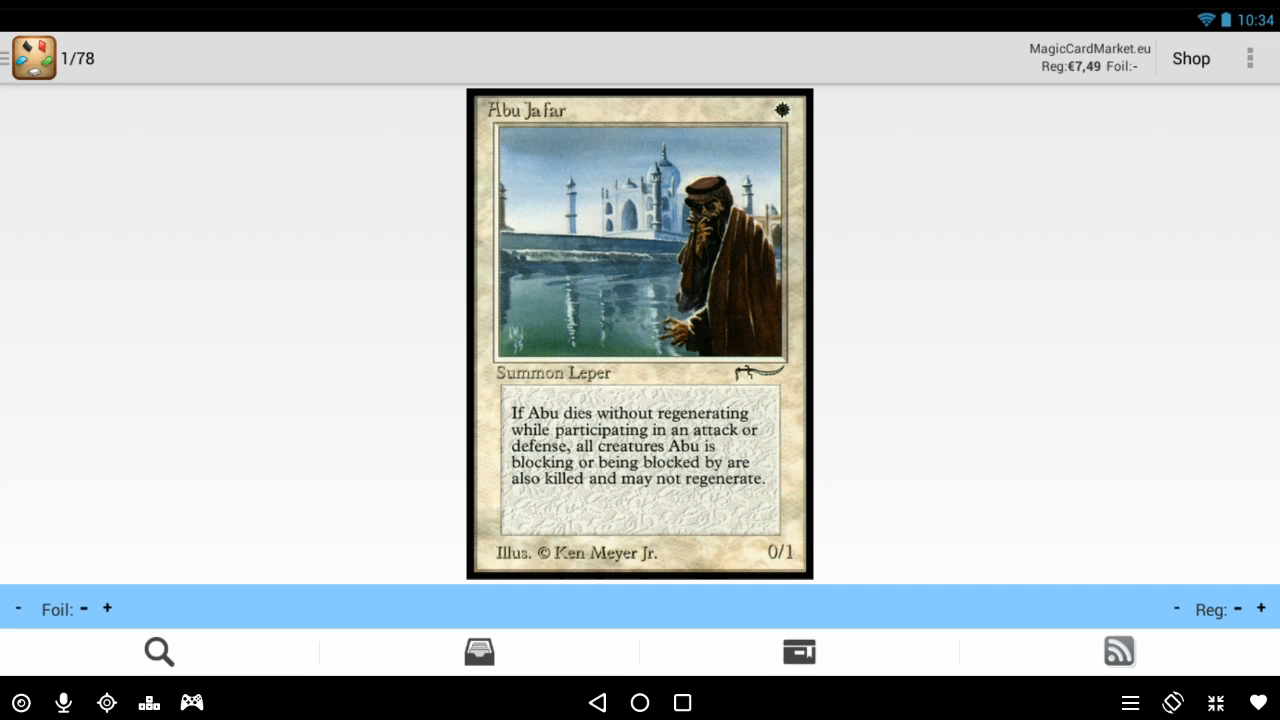 10:34
1/78
MagicCardMarket.eu
Reg:€7,49 Foil:-
Shop
Abu Ja'far
Summon Leper
If Abu dies without regenerating
while participating in an attack or
defense, all creatures Abu is
blocking or being blocked by are
also killed and may not regenerate.
Illus. © Ken Meyer Jr.
0/1
- Foil: - +
- Reg: - +